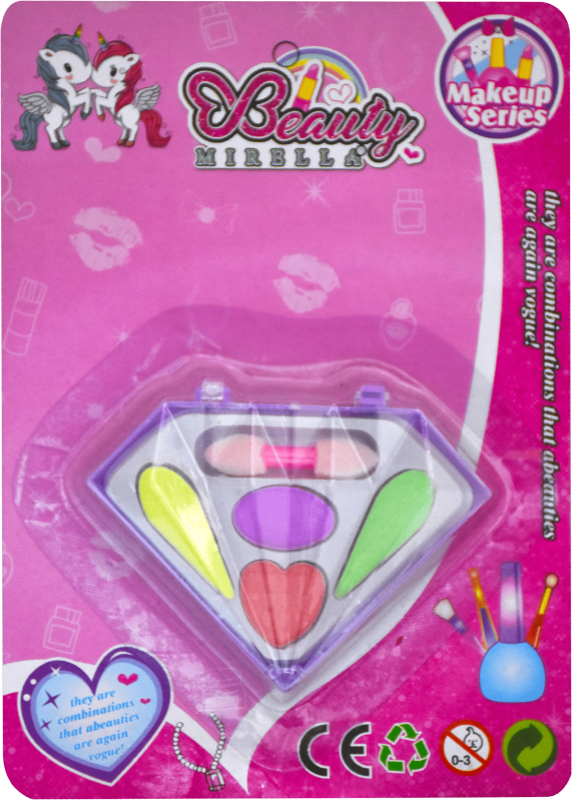 Beauty
MIRELLA
Makeup
Series
they are combinations that abeauties
are again vogue!
they are
combinations
that abeauties
are again
vogue!
CE
0-3